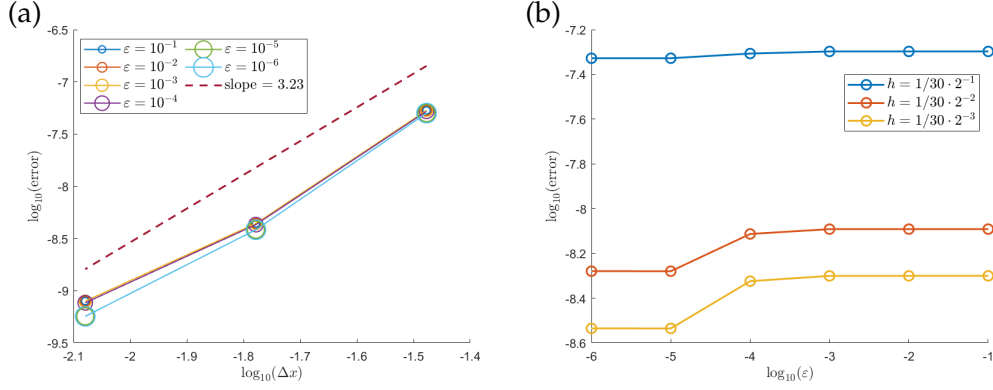 (a)
-6.5
-7
-7.5
-8
-8.5
-9
-9.5
log₁₀(error)
ε = 10⁻¹
ε = 10⁻²
ε = 10⁻³
ε = 10⁻⁴
ε = 10⁻⁵
ε = 10⁻⁶
slope = 3.23
-2.1
-2
-1.9
-1.8
-1.7
-1.6
-1.5
-1.4
log₁₀(Δx)
(b)
-7.2
-7.4
-7.6
-7.8
-8
-8.2
-8.4
-8.6
log₁₀(error)
h = 1/30 · 2⁻¹
h = 1/30 · 2⁻²
h = 1/30 · 2⁻³
-6
-5
-4
-3
-2
-1
log₁₀(ε)